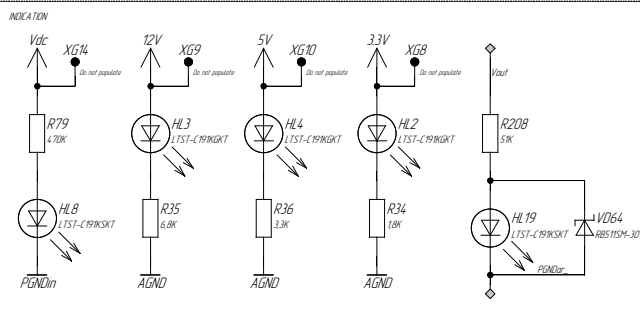 INDICATION
Vdc
XG14
Do not populate
R79
470K
HL8
LTST-C191KSKT
PGNDin
12V
XG9
Do not populate
HL3
LTST-C191KGKT
R35
6,8K
AGND
5V
XG10
Do not populate
HL4
LTST-C191KGKT
R36
3,3K
AGND
3.3V
XG8
Do not populate
HL2
LTST-C191KGKT
R34
1,8K
AGND
Vout
R208
51K
HL19
LTST-C191KSKT
VD64
RB511SM-30
PGNDar_